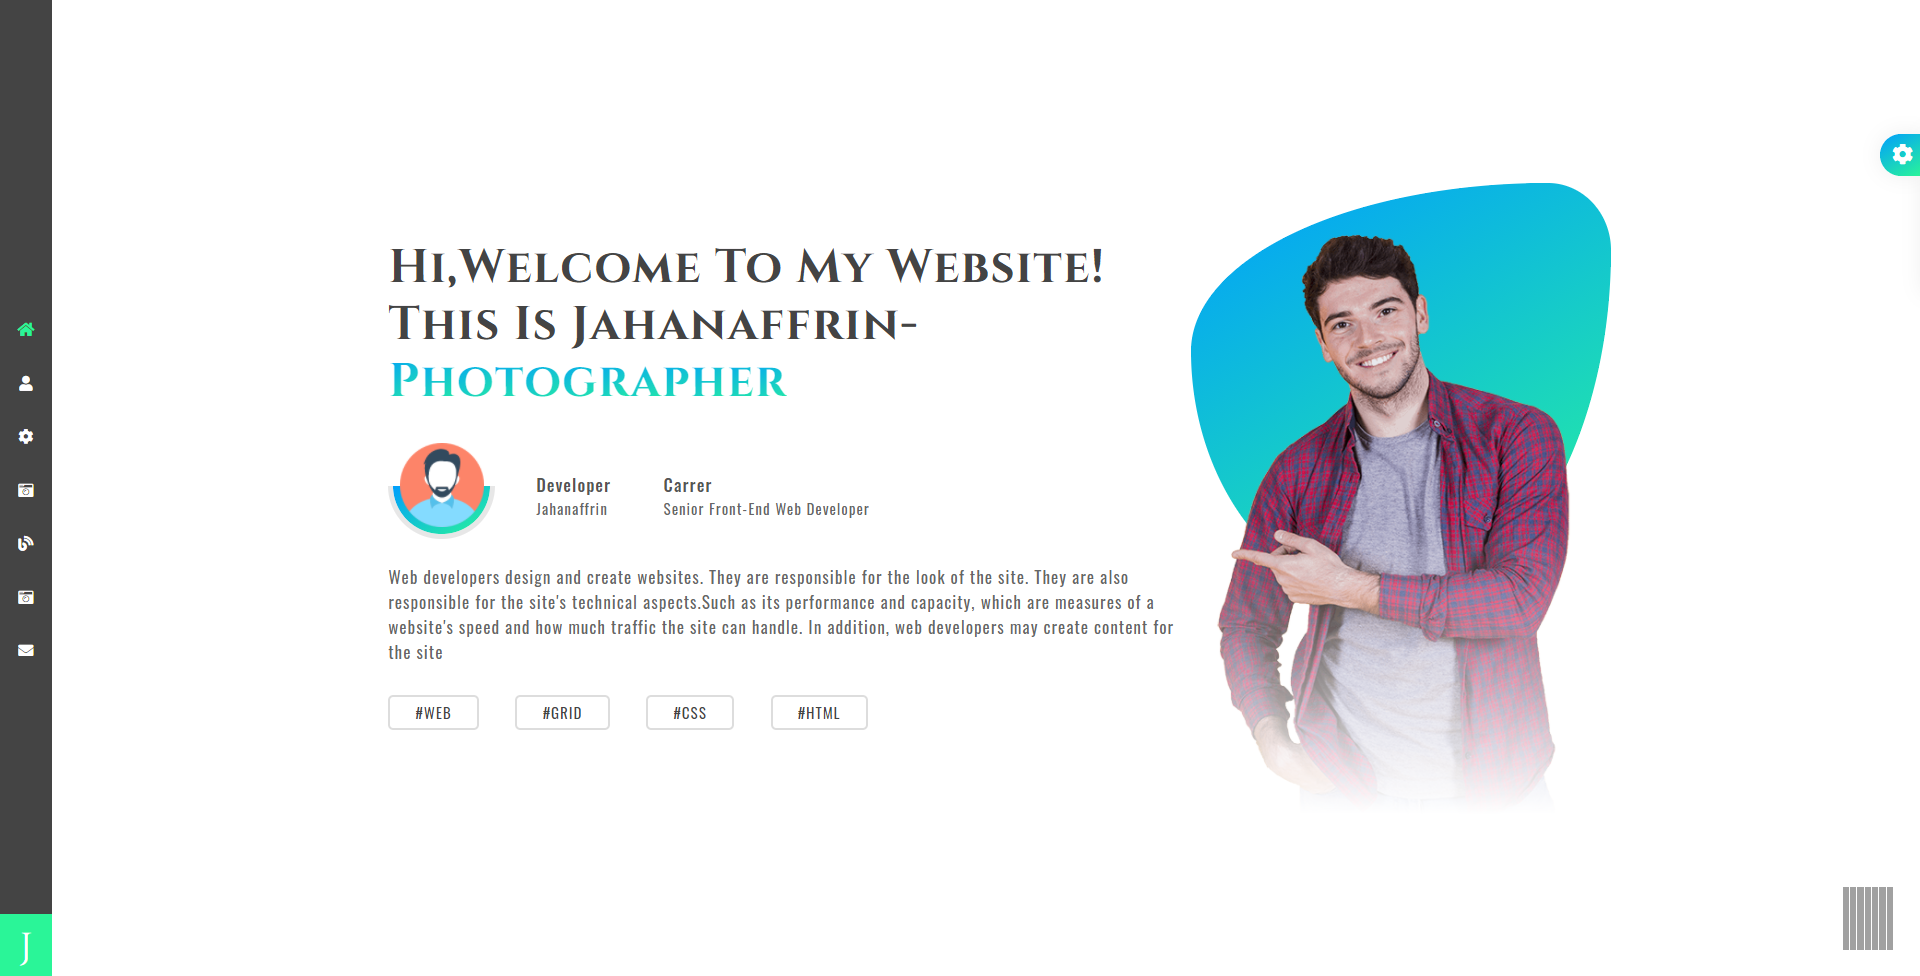 Hi,Welcome To My Website!
This Is Jahanaffrin-
Photographer
Developer
Jahanaffrin
Carrer
Senior Front-End Web Developer
Web developers design and create websites. They are responsible for the look of the site. They are also
responsible for the site's technical aspects.Such as its performance and capacity, which are measures of a
website's speed and how much traffic the site can handle. In addition, web developers may create content for
the site
#WEB
#GRID
#CSS
#HTML
J